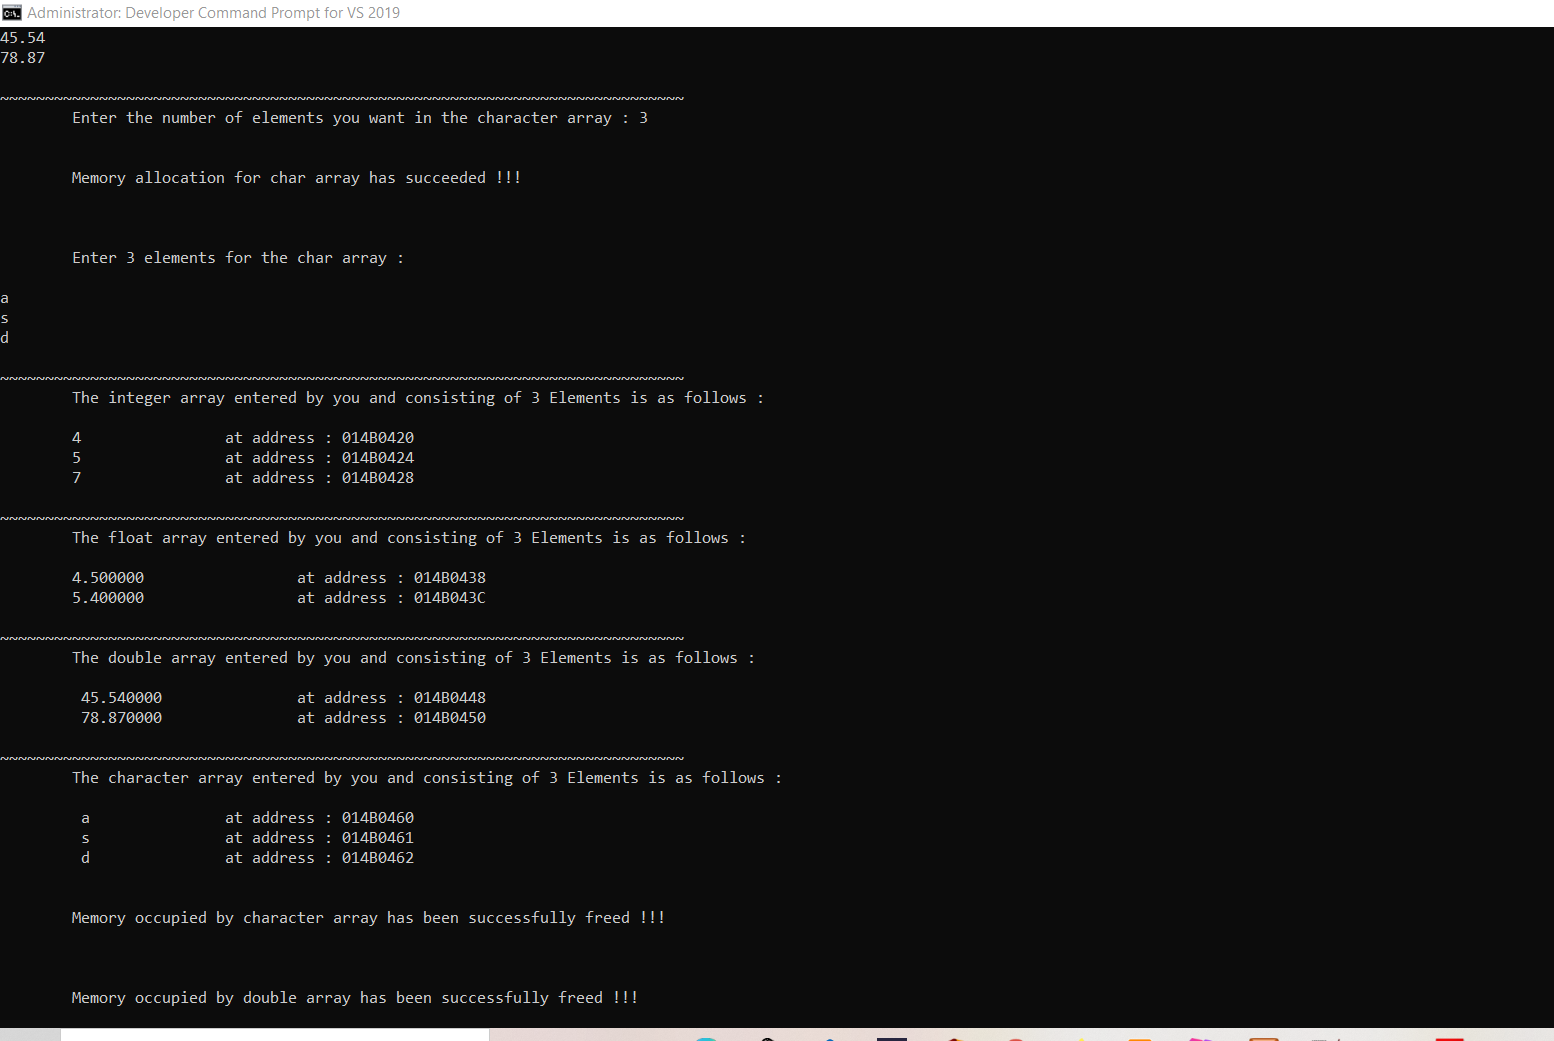 Administrator: Developer Command Prompt for VS 2019
45.54
78.87
~~~~~~~~~~~~~~~~~~~~~~~~~~~~~~~~~~~~~~~~~~~~~~~~~~~~~~~~~~~~~~~~~~~~~~~~~~~~
Enter the number of elements you want in the character array : 3
Memory allocation for char array has succeeded !!!
Enter 3 elements for the char array :
a
s
d
~~~~~~~~~~~~~~~~~~~~~~~~~~~~~~~~~~~~~~~~~~~~~~~~~~~~~~~~~~~~~~~~~~~~~~~~~~~~
The integer array entered by you and consisting of 3 Elements is as follows :
4 at address : 014B0420
5 at address : 014B0424
7 at address : 014B0428
~~~~~~~~~~~~~~~~~~~~~~~~~~~~~~~~~~~~~~~~~~~~~~~~~~~~~~~~~~~~~~~~~~~~~~~~~~~~
The float array entered by you and consisting of 3 Elements is as follows :
4.500000 at address : 014B0438
5.400000 at address : 014B043C
~~~~~~~~~~~~~~~~~~~~~~~~~~~~~~~~~~~~~~~~~~~~~~~~~~~~~~~~~~~~~~~~~~~~~~~~~~~~
The double array entered by you and consisting of 3 Elements is as follows :
45.540000 at address : 014B0448
78.870000 at address : 014B0450
~~~~~~~~~~~~~~~~~~~~~~~~~~~~~~~~~~~~~~~~~~~~~~~~~~~~~~~~~~~~~~~~~~~~~~~~~~~~
The character array entered by you and consisting of 3 Elements is as follows :
a at address : 014B0460
s at address : 014B0461
d at address : 014B0462
Memory occupied by character array has been successfully freed !!!
Memory occupied by double array has been successfully freed !!!